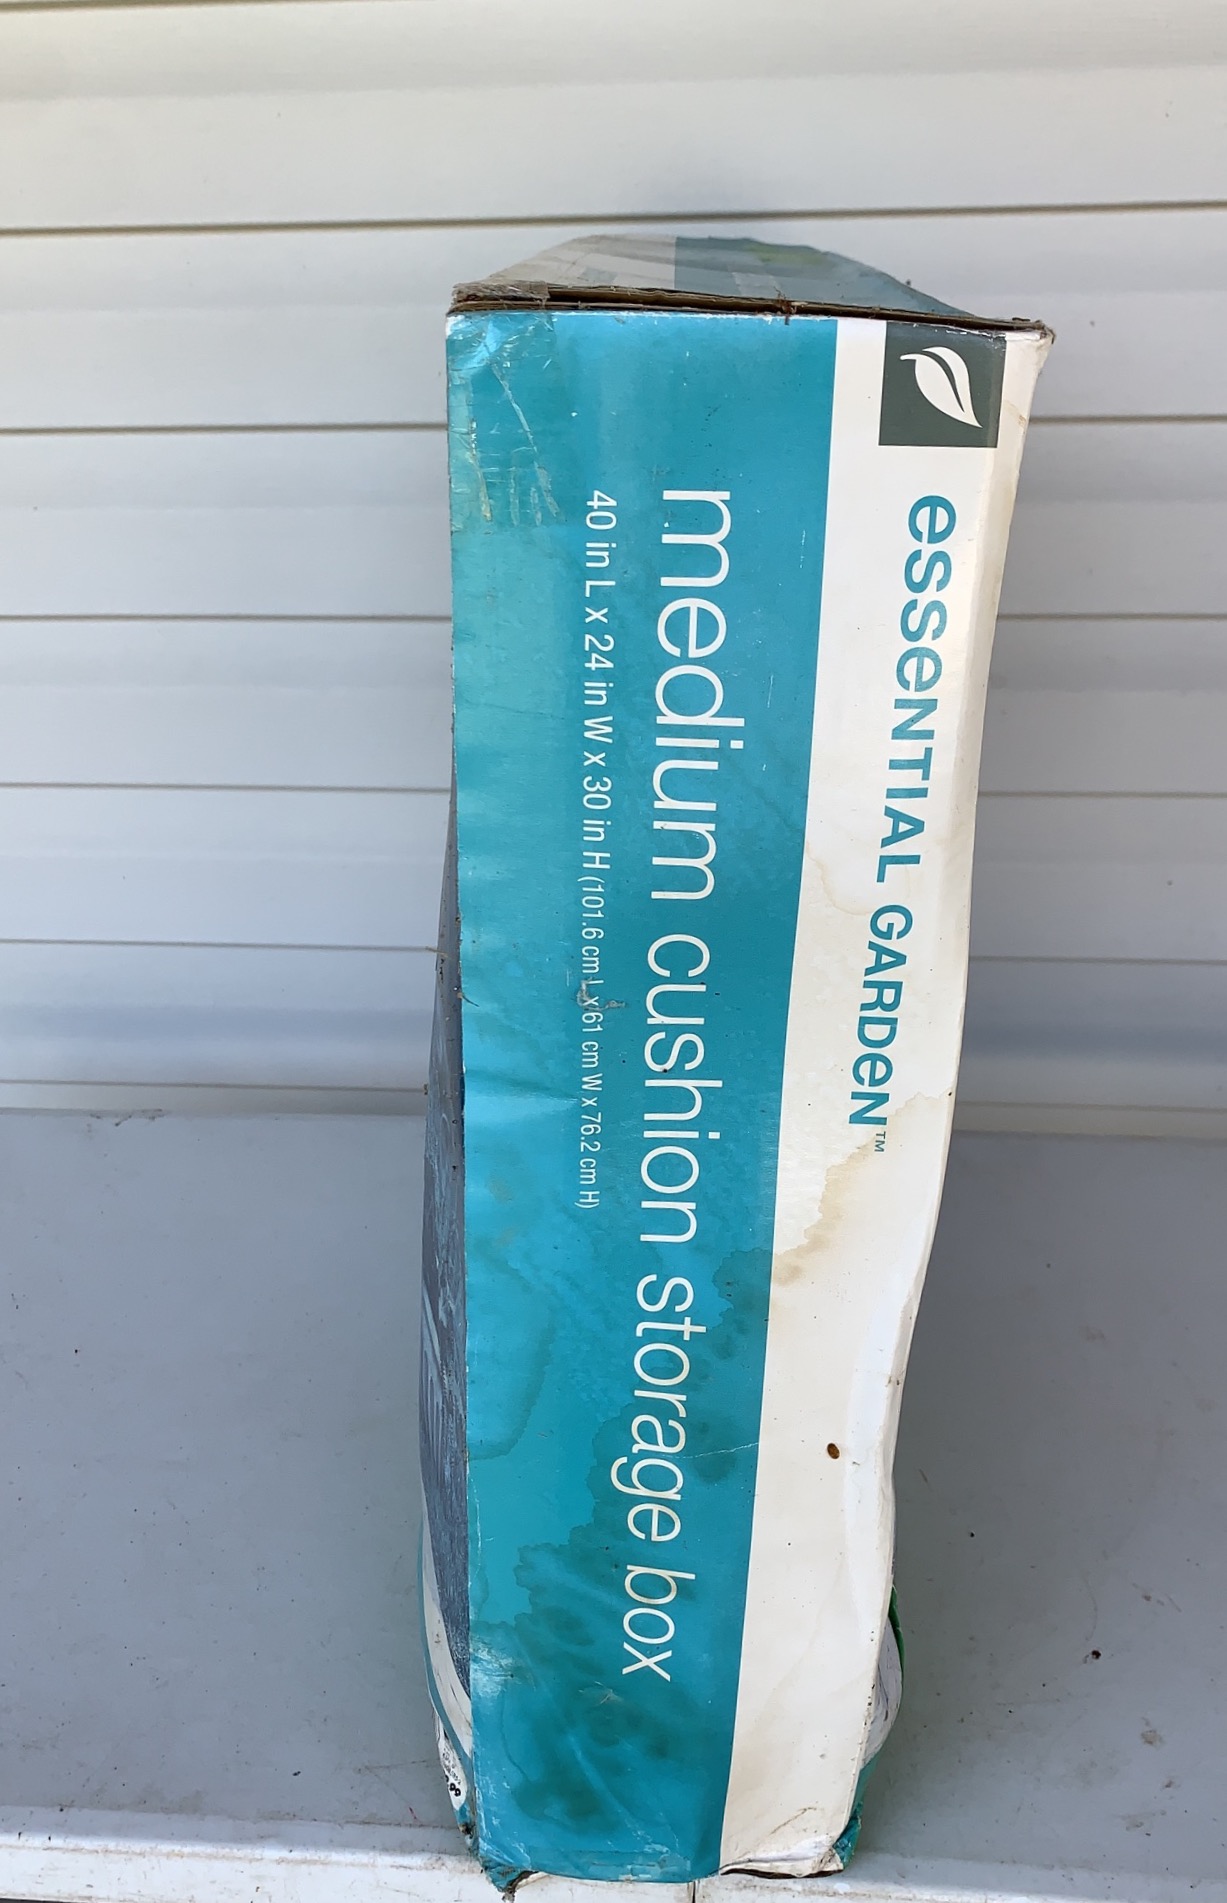 esseNTIAL GARDeN™
medium cushion storage box
40 in L x 24 in W x 30 in H (101.6 cm L x 61 cm W x 76.2 cm H)